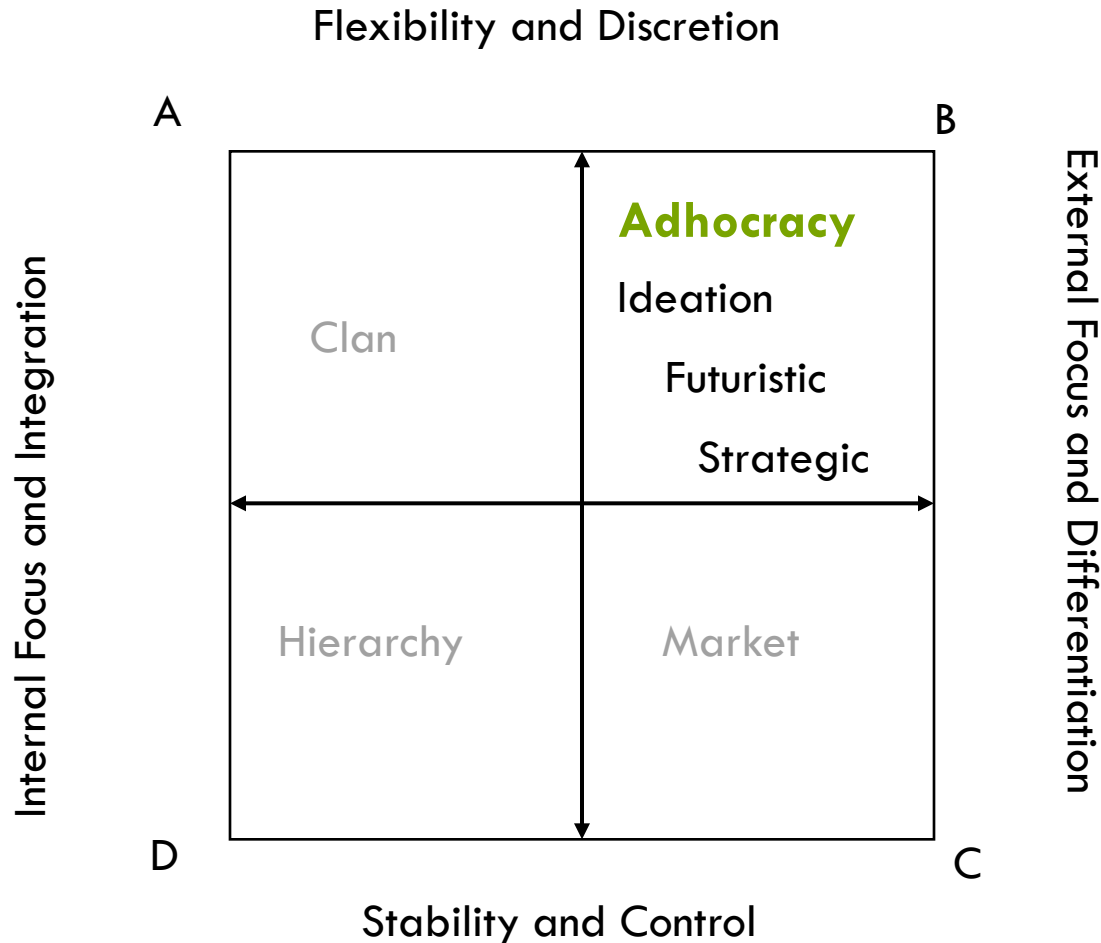 Flexibility and Discretion
A
B
Internal Focus and Integration
External Focus and Differentiation
Clan
Adhocracy
Ideation
Futuristic
Strategic
Hierarchy
Market
D
C
Stability and Control